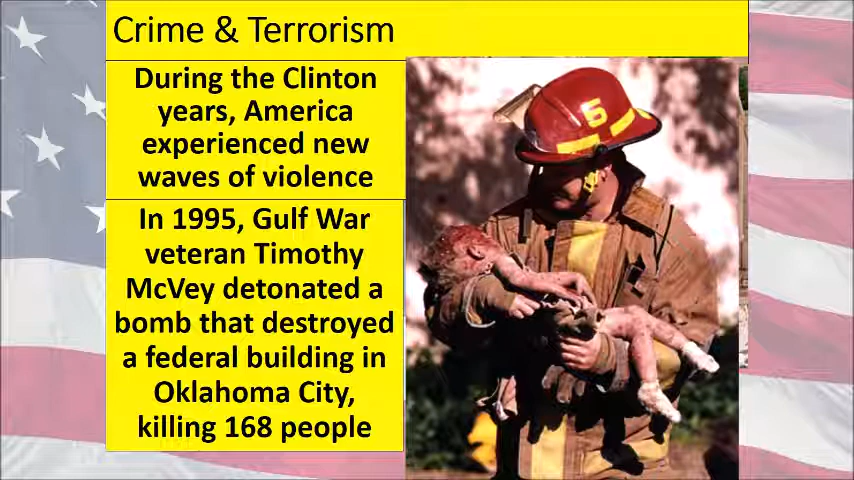 Crime & Terrorism
During the Clinton
years, America
experienced new
waves of violence
In 1995, Gulf War
veteran Timothy
McVey detonated a
bomb that destroyed
a federal building in
Oklahoma City,
killing 168 people
5